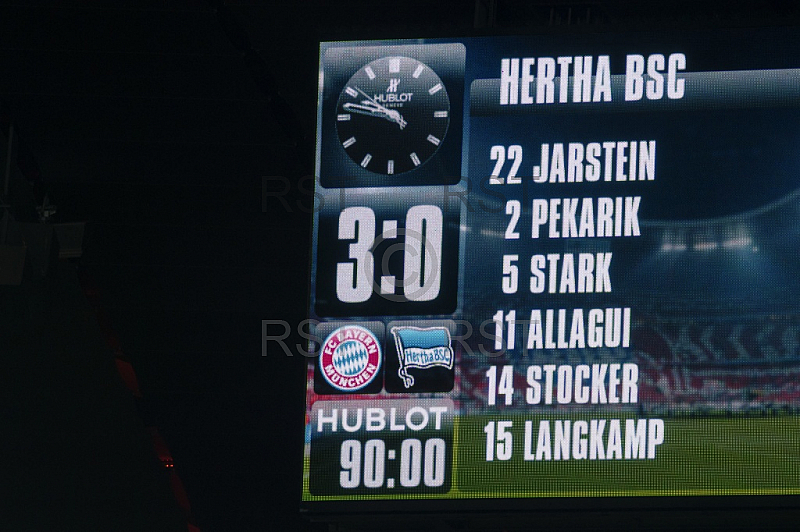 HUBLOT
GENEVE
3:0
FC BAYERN
MÜNCHEN
Hertha BSC
HUBLOT
90:00
HERTHA BSC
22 JARSTEIN
2 PEKARIK
5 STARK
11 ALLAGUI
14 STOCKER
15 LANGKAMP
©